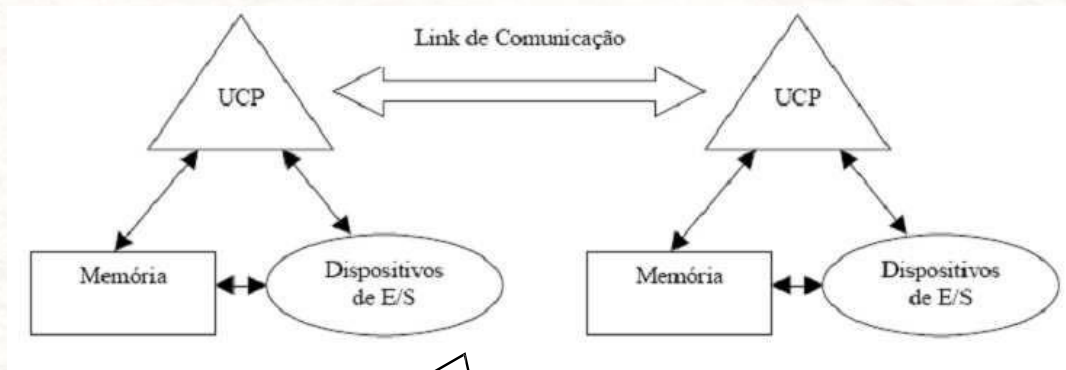 Link de Comunicação
UCP
UCP
Memória
Dispositivos
de E/S
Memória
Dispositivos
de E/S